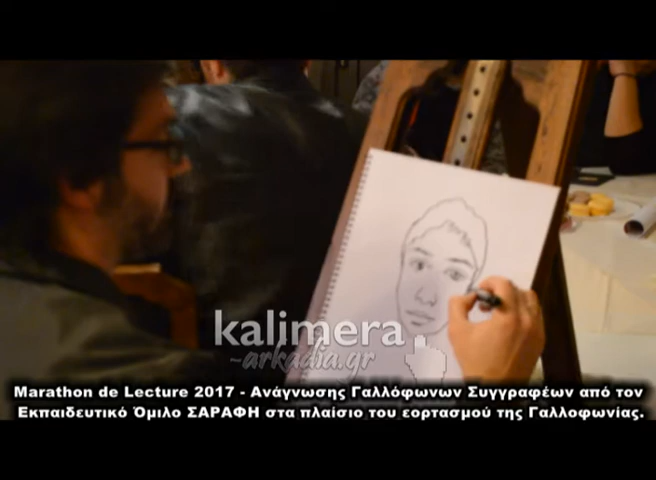 kalimera
-arkadia.gr
Marathon de Lecture 2017 - Ανάγνωσης Γαλλόφωνων Συγγραφέων από τον
Εκπαιδευτικό Όμιλο ΣΑΡΑΦΗ στα πλαίσιο του εορτασμού της Γαλλοφωνίας.